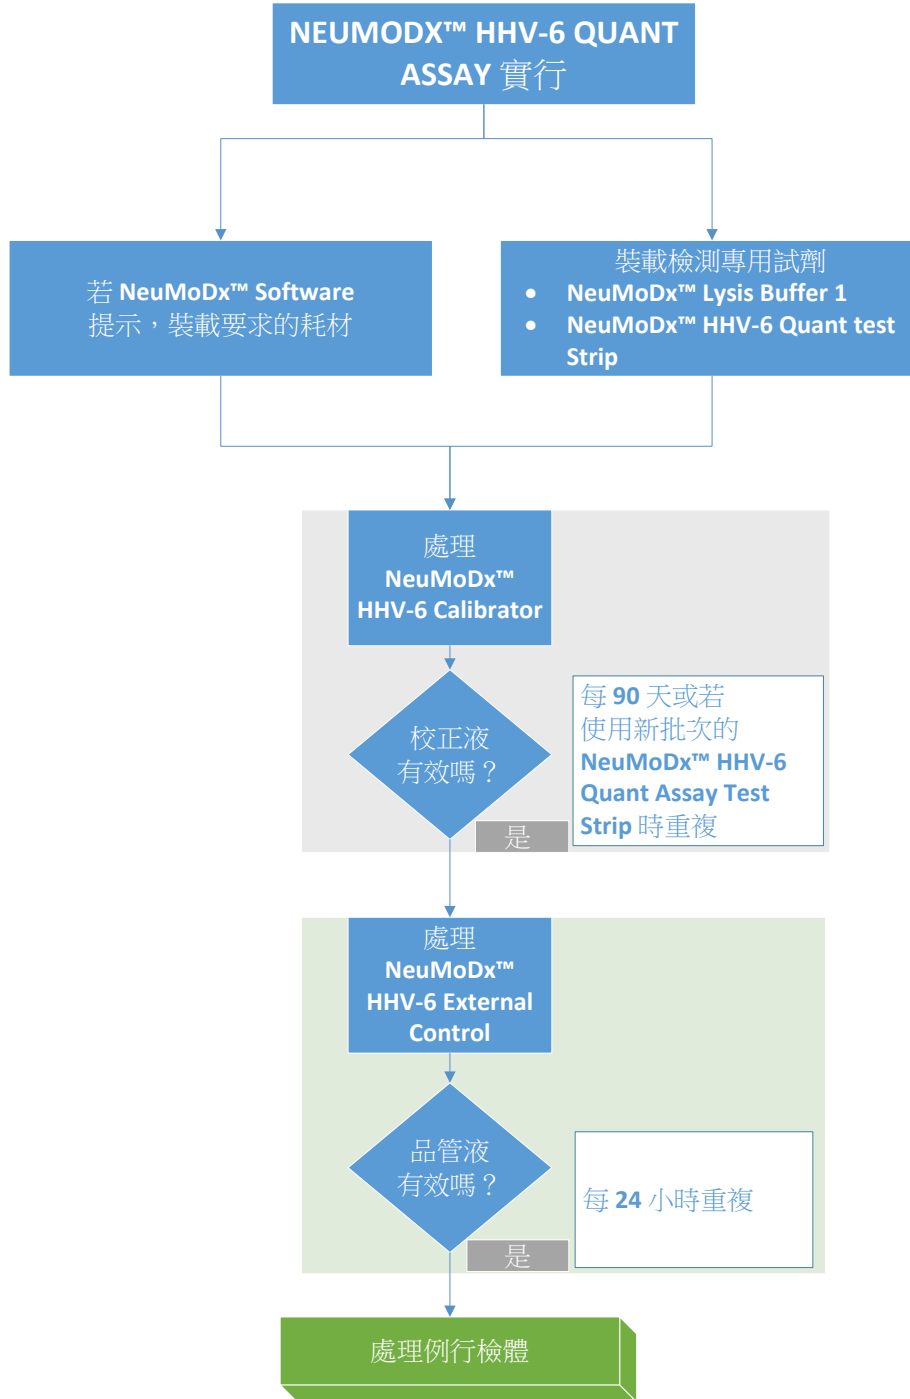 NEUMODX™ HHV-6 QUANT
ASSAY 實行
若 NeuMoDx™ Software
提示，裝載要求的耗材
裝載檢測專用試劑
• NeuMoDx™ Lysis Buffer 1
• NeuMoDx™ HHV-6 Quant test
Strip
處理
NeuMoDx™
HHV-6 Calibrator
校正液
有效嗎？
每 90 天或若
使用新批次的
NeuMoDx™ HHV-6
Quant Assay Test
Strip 時重複
是
處理
NeuMoDx™
HHV-6 External
Control
品管液
有效嗎？
每 24 小時重複
是
處理例行檢體